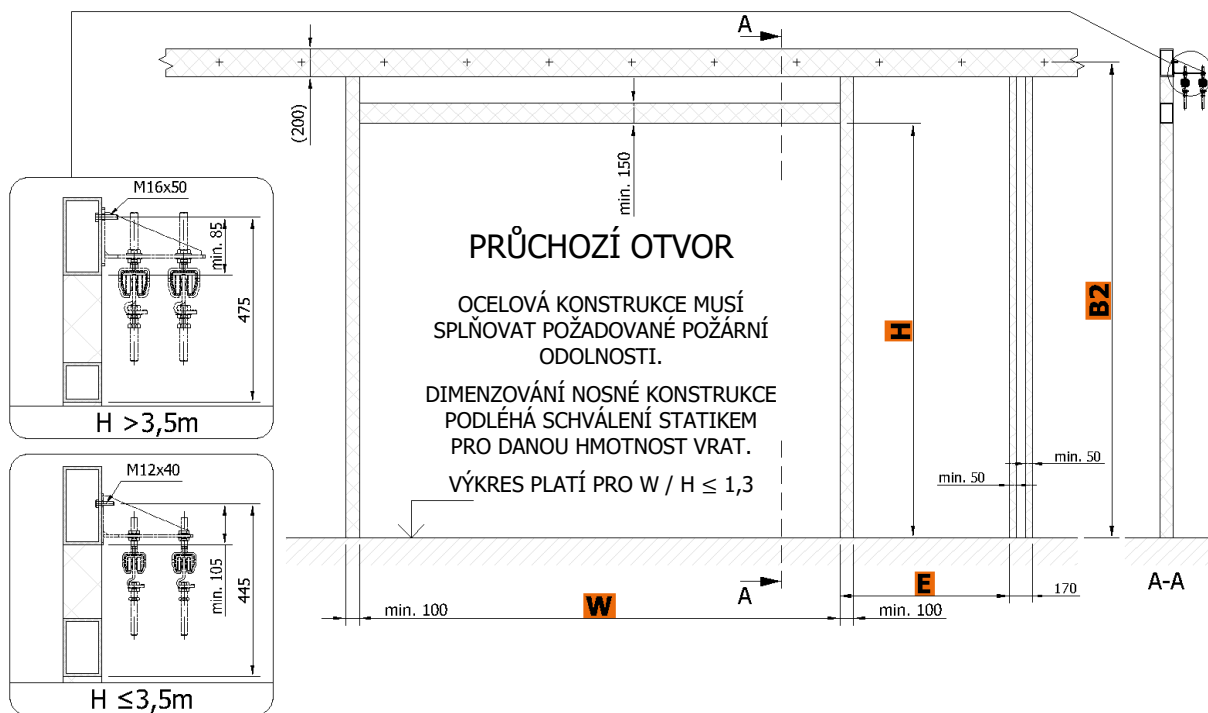 A
(200)
min. 150
M16x50
min. 85
475
H >3,5m
M12x40
min. 105
445
H ≤3,5m
PRŮCHOZÍ OTVOR
OCELOVÁ KONSTRUKCE MUSÍ
SPLŇOVAT POŽADOVANÉ POŽÁRNÍ
ODOLNOSTI.
DIMENZOVÁNÍ NOSNÉ KONSTRUKCE
PODLÉHÁ SCHVÁLENÍ STATIKEM
PRO DANOU HMOTNOST VRAT.
VÝKRES PLATÍ PRO W / H ≤ 1,3
H
B2
min. 50
min. 50
A
A-A
min. 100
W
min. 100
E
170